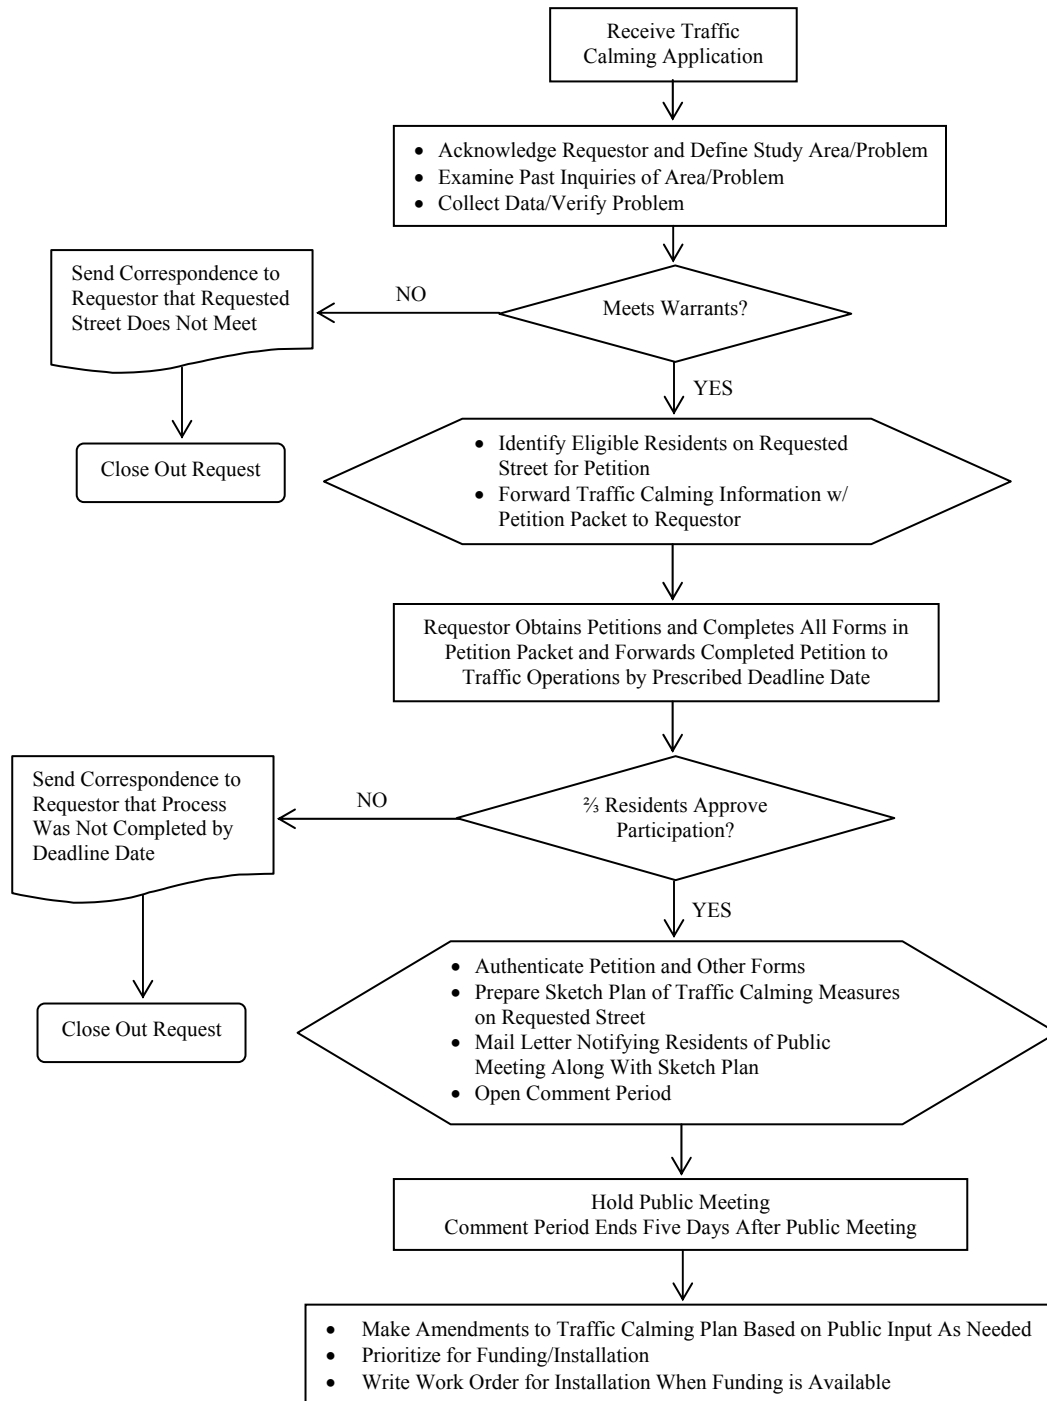 Receive Traffic
Calming Application
• Acknowledge Requestor and Define Study Area/Problem
• Examine Past Inquiries of Area/Problem
• Collect Data/Verify Problem
Send Correspondence to
Requestor that Requested
Street Does Not Meet
NO
Meets Warrants?
YES
Close Out Request
• Identify Eligible Residents on Requested
Street for Petition
• Forward Traffic Calming Information w/
Petition Packet to Requestor
Requestor Obtains Petitions and Completes All Forms in
Petition Packet and Forwards Completed Petition to
Traffic Operations by Prescribed Deadline Date
Send Correspondence to
Requestor that Process
Was Not Completed by
Deadline Date
NO
⅔ Residents Approve
Participation?
YES
Close Out Request
• Authenticate Petition and Other Forms
• Prepare Sketch Plan of Traffic Calming Measures
on Requested Street
• Mail Letter Notifying Residents of Public
Meeting Along With Sketch Plan
• Open Comment Period
Hold Public Meeting
Comment Period Ends Five Days After Public Meeting
• Make Amendments to Traffic Calming Plan Based on Public Input As Needed
• Prioritize for Funding/Installation
• Write Work Order for Installation When Funding is Available